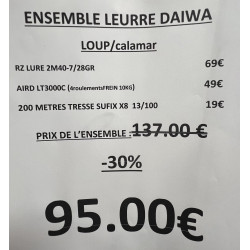 ENSEMBLE LEURRE DAIWA
LOUP/calamar
RZ LURE 2M40-7/28GR 69€
AIRD LT3000C (4roulementsFREIN 10KG) 49€
200 METRES TRESSE SUFIX X8 13/100 19€
PRIX DE L'ENSEMBLE : 137.00 €
-30%
95.00€